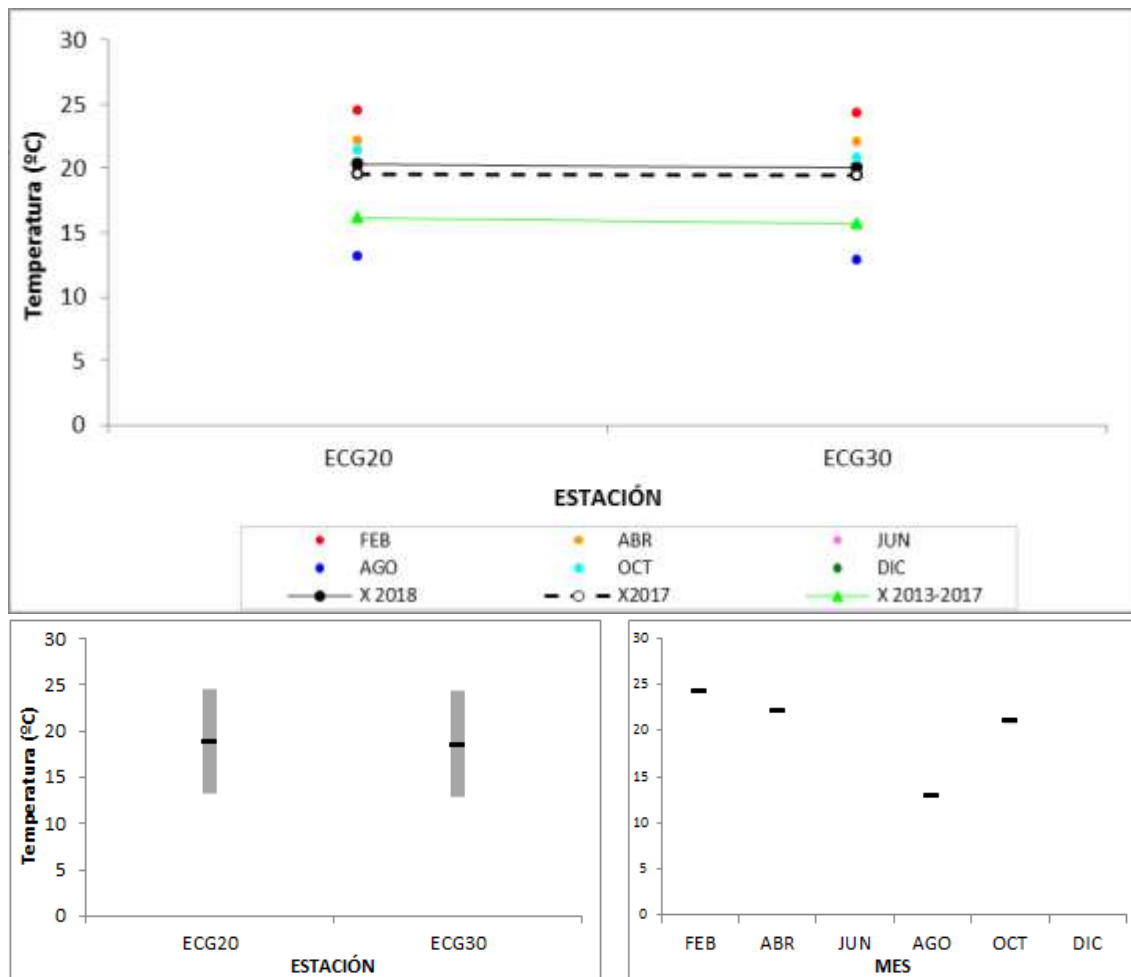 30
25
20
15
10
5
0
Temperatura (ºC)
ECG20 ECG30
ESTACIÓN
FEB ABR JUN
AGO OCT DIC
X 2018 X2017 X 2013-2017
30
25
20
15
10
5
0
Temperatura (ºC)
ECG20 ECG30
ESTACIÓN
30
25
20
15
10
5
0
FEB ABR JUN AGO OCT DIC
MES